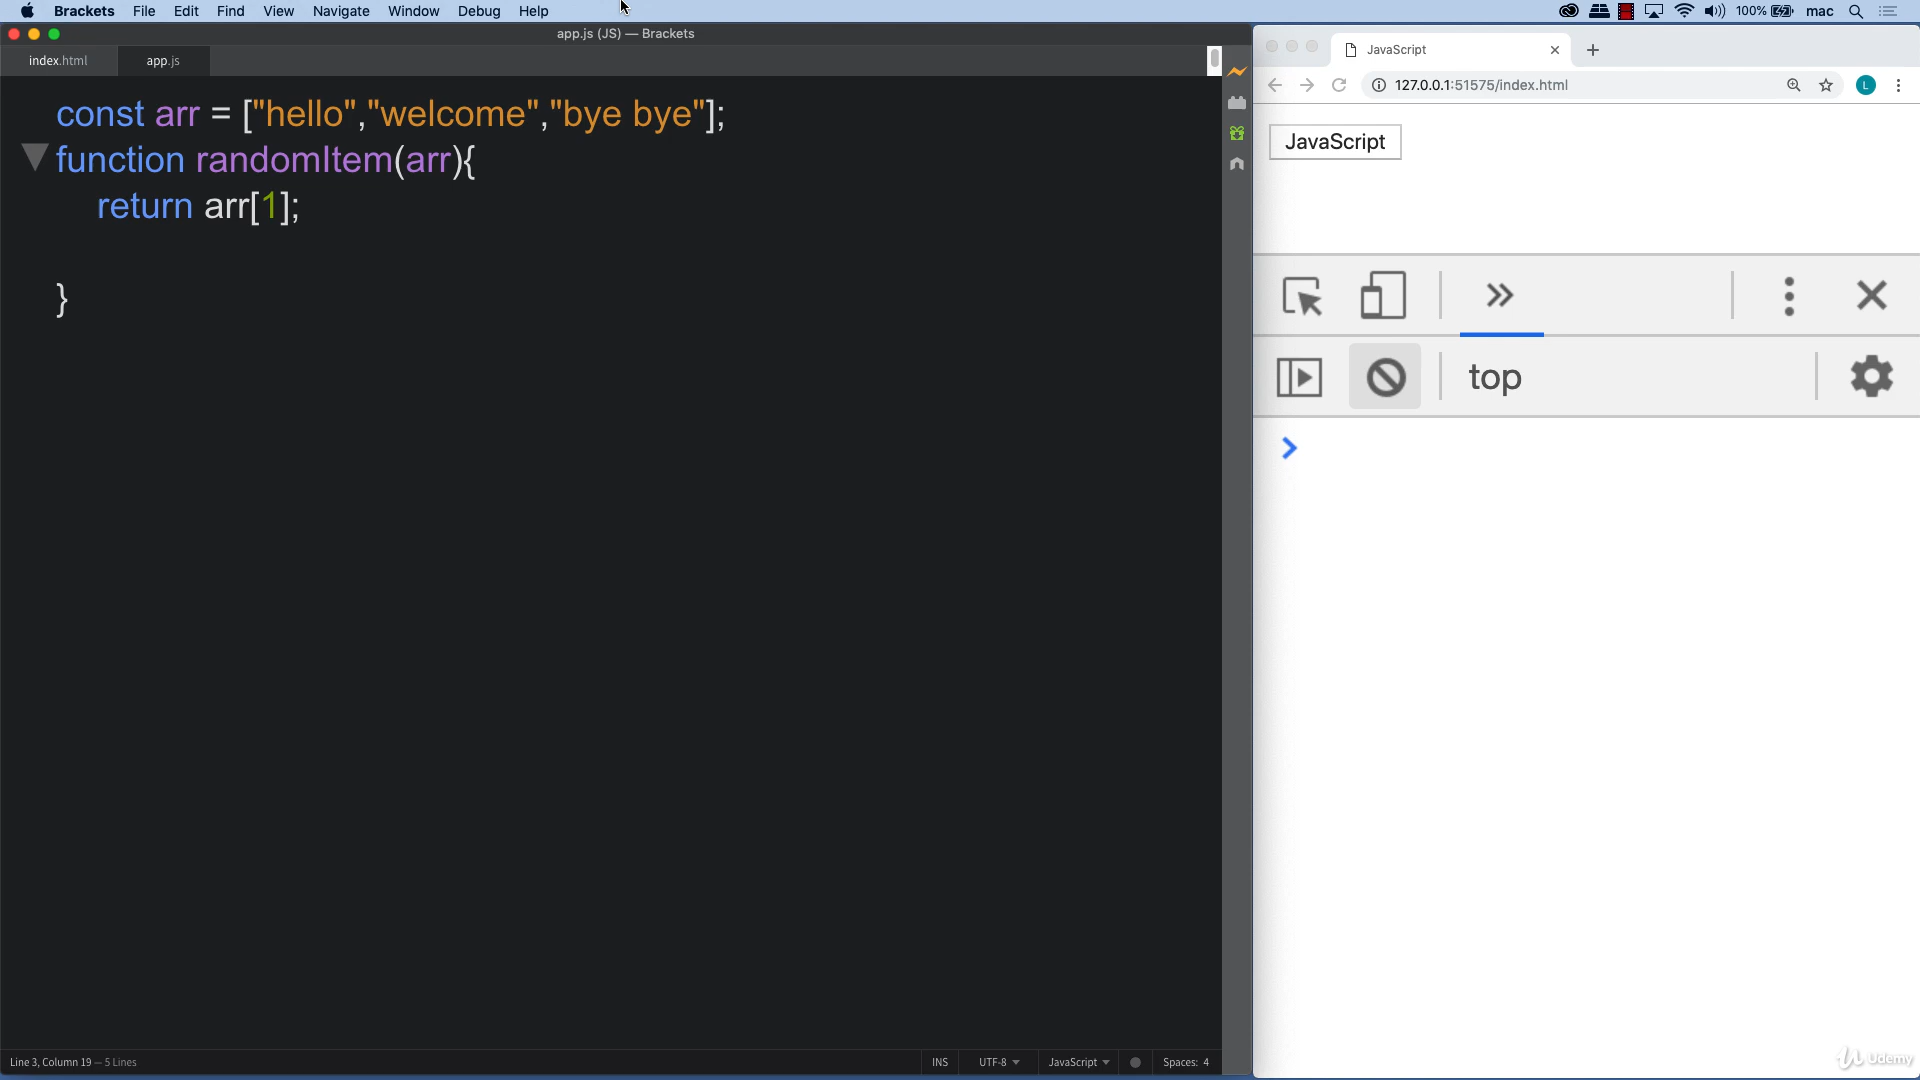 Brackets File Edit Find View Navigate Window Debug Help
100% mac
app.js (JS) — Brackets
index.html app.js
const arr = ["hello","welcome","bye bye"];
function randomItem(arr){
return arr[1];
}
Line 3, Column 19 — 5 Lines
INS UTF-8 JavaScript Spaces: 4
JavaScript
127.0.0.1:51575/index.html
L
JavaScript
top
Udemy